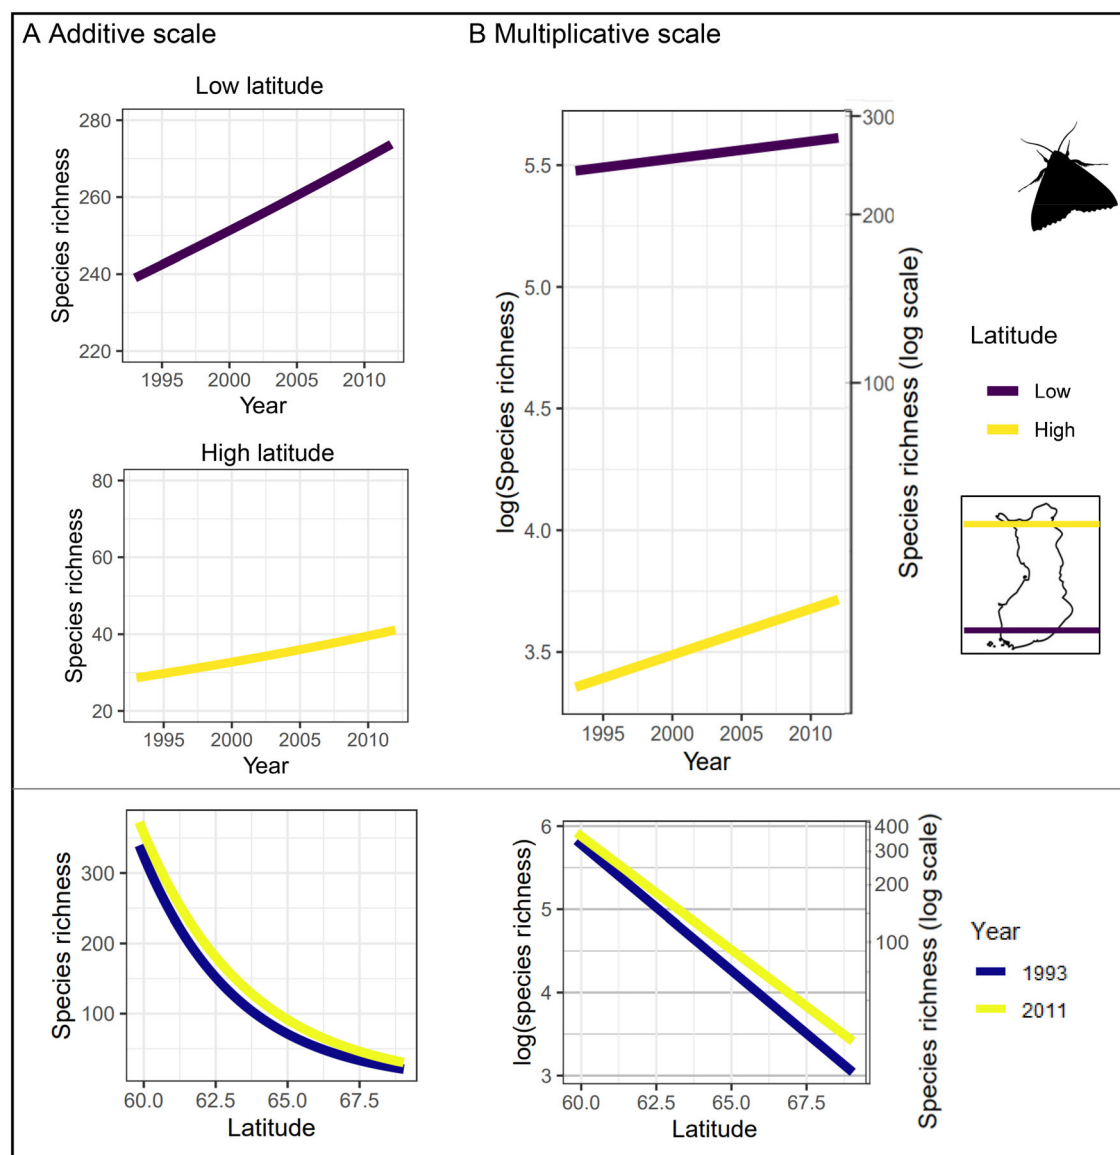 A Additive scale
B Multiplicative scale
Low latitude
280
260
240
220
Species richness
1995 2000 2005 2010
Year
High latitude
80
60
40
20
Species richness
1995 2000 2005 2010
Year
5.5
5.0
4.5
4.0
3.5
log(Species richness)
300
200
100
Species richness (log scale)
1995 2000 2005 2010
Year
Latitude
Low
High
300
200
100
Species richness
60.0 62.5 65.0 67.5
Latitude
6
5
4
3
log(species richness)
400
300
200
100
Species richness (log scale)
60.0 62.5 65.0 67.5
Latitude
Year
1993
2011